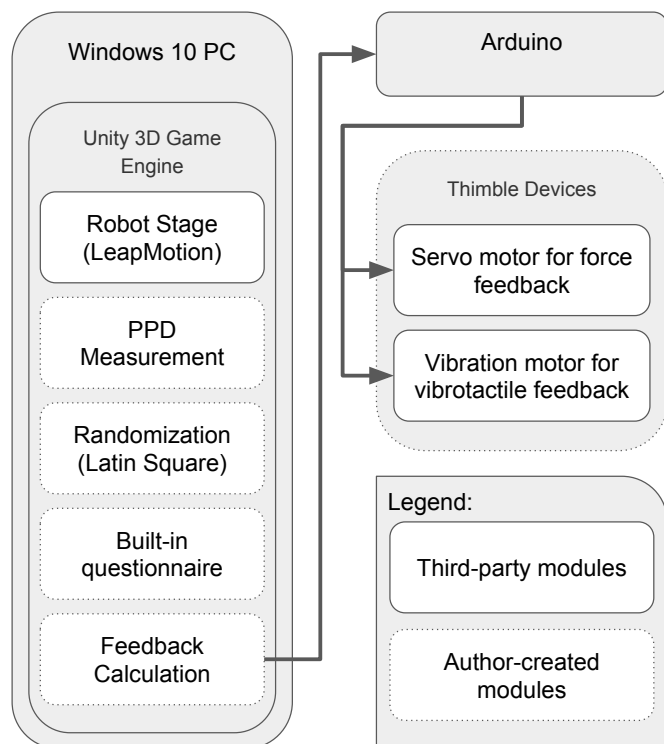 Windows 10 PC
Unity 3D Game
Engine
Robot Stage
(LeapMotion)
PPD
Measurement
Randomization
(Latin Square)
Built-in
questionnaire
Feedback
Calculation
Arduino
Thimble Devices
Servo motor for force
feedback
Vibration motor for
vibrotactile feedback
Legend:
Third-party modules
Author-created
modules